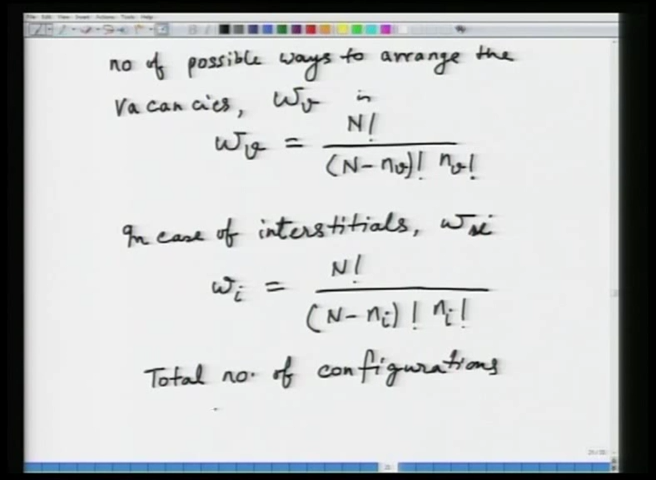 no of possible ways to arrange the
Vacancies, Wv is
Wv = N! / (N-nv)! nv!
In case of interstitials, wi
wi = N! / (N-ni)! ni!
Total no. of configurations